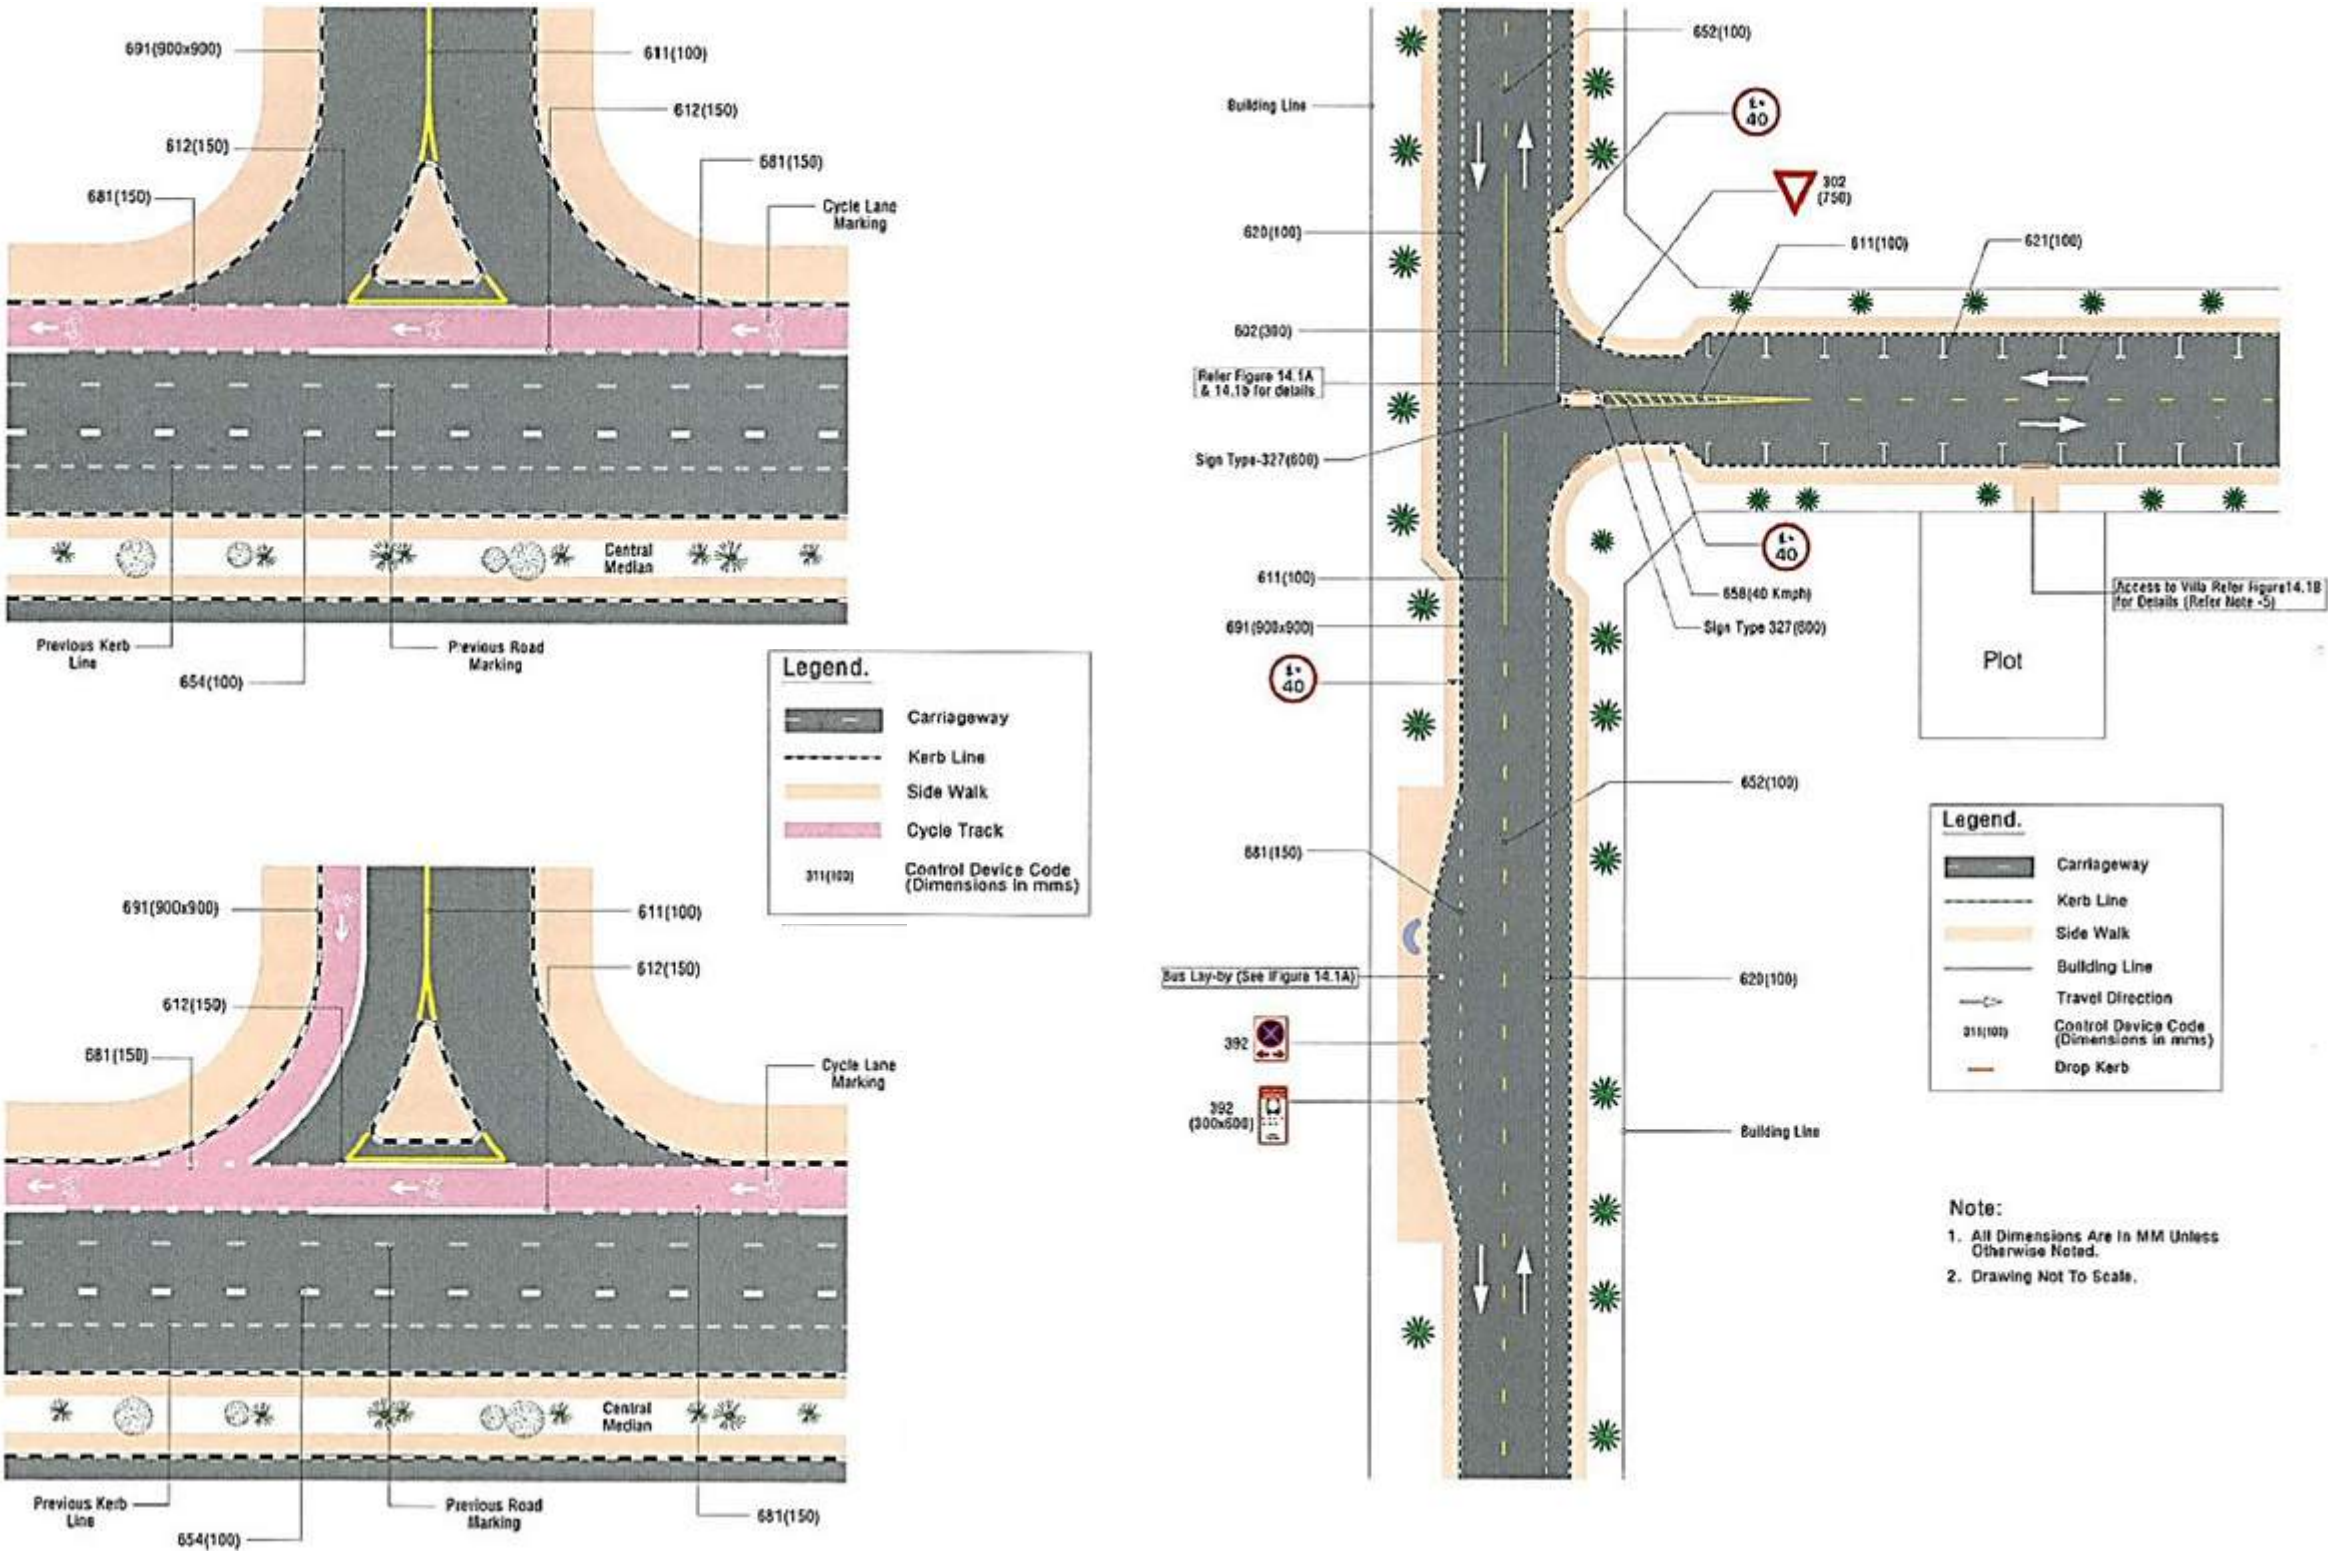 691(900x900)
611(100)
612(150)
612(150)
681(150)
681(150)
Cycle Lane
Marking
Central
Median
Previous Kerb
Line
Previous Road
Marking
654(100)
Legend.
Carriageway
Kerb Line
Side Walk
Cycle Track
311(100)
Control Device Code
(Dimensions in mms)
691(900x900)
611(100)
612(150)
612(150)
681(150)
Cycle Lane
Marking
Central
Median
Previous Kerb
Line
Previous Road
Marking
681(150)
654(100)
652(100)
Building Line
40
302
(750)
620(100)
611(100)
621(100)
602(300)
Refer Figure 14.1A
& 14.1b for details
Sign Type-327(600)
40
611(100)
658(40 Kmph)
Access to Villa Refer Figure14.1B
for Details (Refer Note -5)
691(900x900)
Sign Type 327(600)
Plot
40
652(100)
681(150)
Bus Lay-by (See Figure 14.1A)
620(100)
392
392
(300x600)
Building Line
Legend.
Carriageway
Kerb Line
Side Walk
Building Line
Travel Direction
311(100)
Control Device Code
(Dimensions in mms)
Drop Kerb
Note:
1. All Dimensions Are In MM Unless
Otherwise Noted.
2. Drawing Not To Scale.